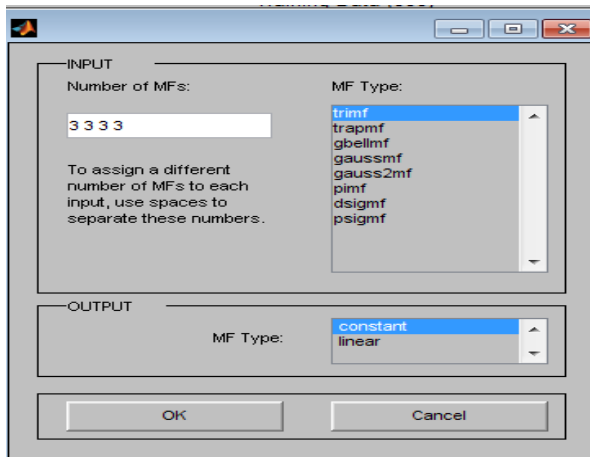 INPUT
Number of MFs:
3 3 3 3
To assign a different
number of MFs to each
input, use spaces to
separate these numbers.
MF Type:
trimf
trapmf
gbellmf
gaussmf
gauss2mf
pimf
dsigmf
psigmf
OUTPUT
MF Type:
constant
linear
OK
Cancel